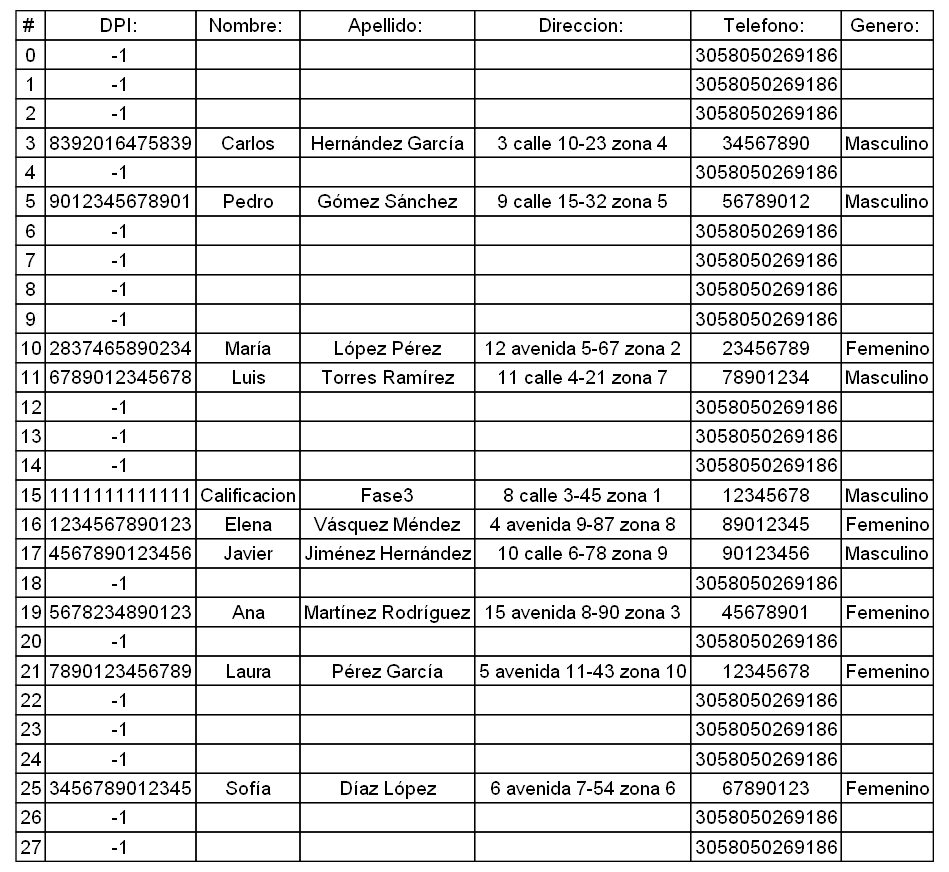 # DPI: Nombre: Apellido: Direccion: Telefono: Genero:
0 -1 3058050269186
1 -1 3058050269186
2 -1 3058050269186
3 8392016475839 Carlos Hernández García 3 calle 10-23 zona 4 34567890 Masculino
4 -1 3058050269186
5 9012345678901 Pedro Gómez Sánchez 9 calle 15-32 zona 5 56789012 Masculino
6 -1 3058050269186
7 -1 3058050269186
8 -1 3058050269186
9 -1 3058050269186
10 2837465890234 María López Pérez 12 avenida 5-67 zona 2 23456789 Femenino
11 6789012345678 Luis Torres Ramírez 11 calle 4-21 zona 7 78901234 Masculino
12 -1 3058050269186
13 -1 3058050269186
14 -1 3058050269186
15 1111111111111 Calificacion Fase3 8 calle 3-45 zona 1 12345678 Masculino
16 1234567890123 Elena Vásquez Méndez 4 avenida 9-87 zona 8 89012345 Femenino
17 4567890123456 Javier Jiménez Hernández 10 calle 6-78 zona 9 90123456 Masculino
18 -1 3058050269186
19 5678234890123 Ana Martínez Rodríguez 15 avenida 8-90 zona 3 45678901 Femenino
20 -1 3058050269186
21 7890123456789 Laura Pérez García 5 avenida 11-43 zona 10 12345678 Femenino
22 -1 3058050269186
23 -1 3058050269186
24 -1 3058050269186
25 3456789012345 Sofía Díaz López 6 avenida 7-54 zona 6 67890123 Femenino
26 -1 3058050269186
27 -1 3058050269186